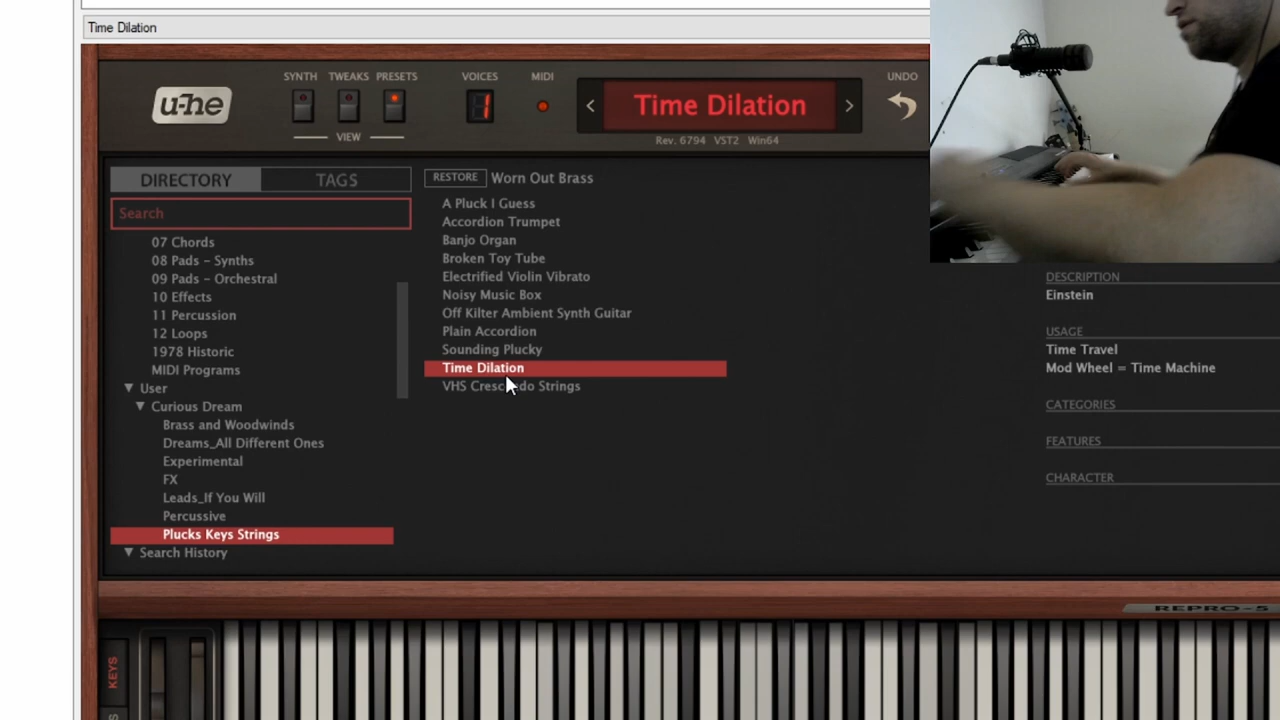 Time Dilation
u-he
SYNTH TWEAKS PRESETS
VIEW
VOICES
1
MIDI
Time Dilation
Rev. 6794 VST2 Win64
UNDO
DIRECTORY
TAGS
Search
07 Chords
08 Pads - Synths
09 Pads - Orchestral
10 Effects
11 Percussion
12 Loops
1978 Historic
MIDI Programs
User
Curious Dream
Brass and Woodwinds
Dreams_All Different Ones
Experimental
FX
Leads_If You Will
Percussive
Plucks Keys Strings
Search History
RESTORE Worn Out Brass
A Pluck I Guess
Accordion Trumpet
Banjo Organ
Broken Toy Tube
Electrified Violin Vibrato
Noisy Music Box
Off Kilter Ambient Synth Guitar
Plain Accordion
Sounding Plucky
Time Dilation
VHS Crescendo Strings
DESCRIPTION
Einstein
USAGE
Time Travel
Mod Wheel = Time Machine
CATEGORIES
FEATURES
CHARACTER
REPRO-5
KEYS